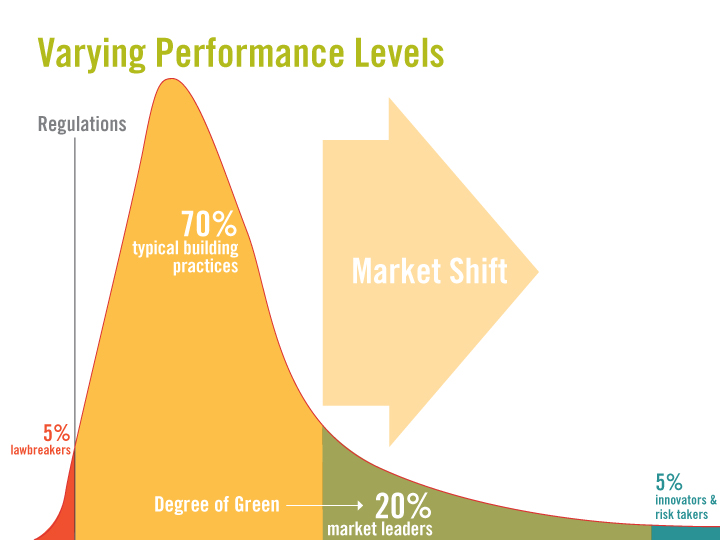 Varying Performance Levels
Regulations
70%
typical building
practices
Market Shift
5%
lawbreakers
Degree of Green
20%
market leaders
5%
innovators &
risk takers